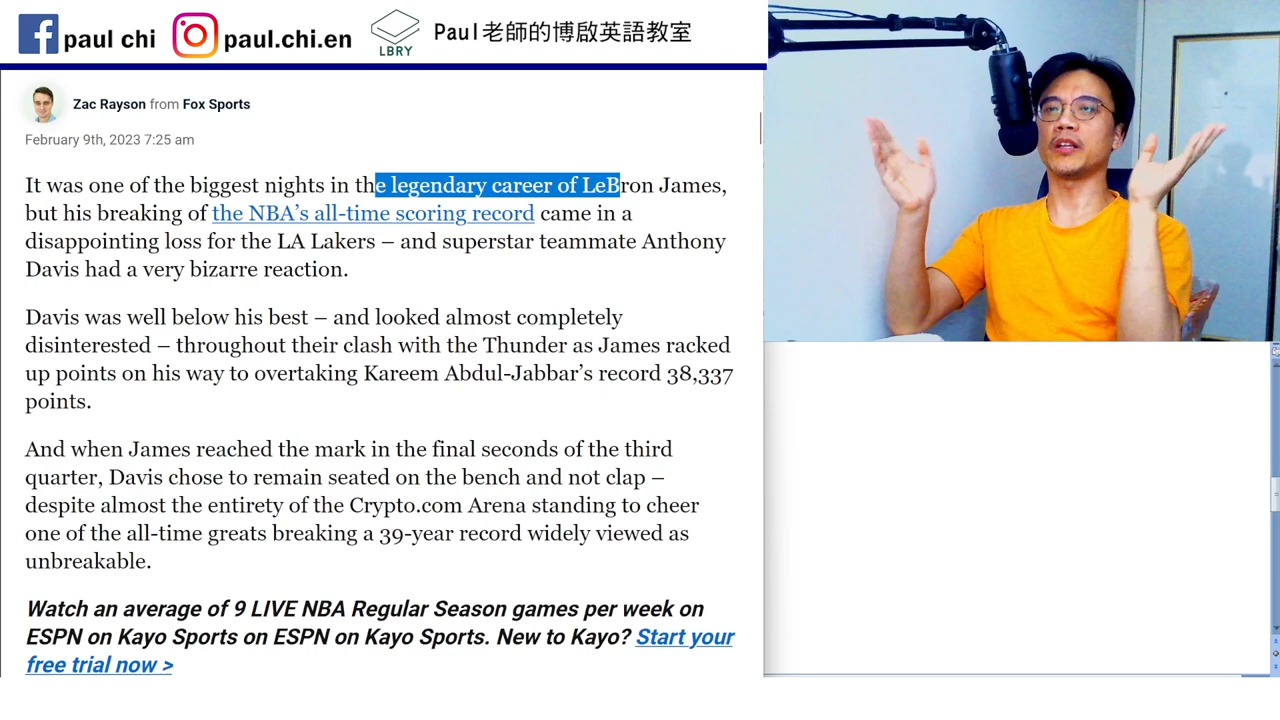 paul chi
paul.chi.en
LBRY
Paul老師的博啟英語教室
Zac Rayson from Fox Sports
February 9th, 2023 7:25 am
It was one of the biggest nights in the legendary career of LeBron James,
but his breaking of the NBA’s all-time scoring record came in a
disappointing loss for the LA Lakers – and superstar teammate Anthony
Davis had a very bizarre reaction.
Davis was well below his best – and looked almost completely
disinterested – throughout their clash with the Thunder as James racked
up points on his way to overtaking Kareem Abdul-Jabbar’s record 38,337
points.
And when James reached the mark in the final seconds of the third
quarter, Davis chose to remain seated on the bench and not clap –
despite almost the entirety of the Crypto.com Arena standing to cheer
one of the all-time greats breaking a 39-year record widely viewed as
unbreakable.
Watch an average of 9 LIVE NBA Regular Season games per week on
ESPN on Kayo Sports on ESPN on Kayo Sports. New to Kayo? Start your
free trial now >